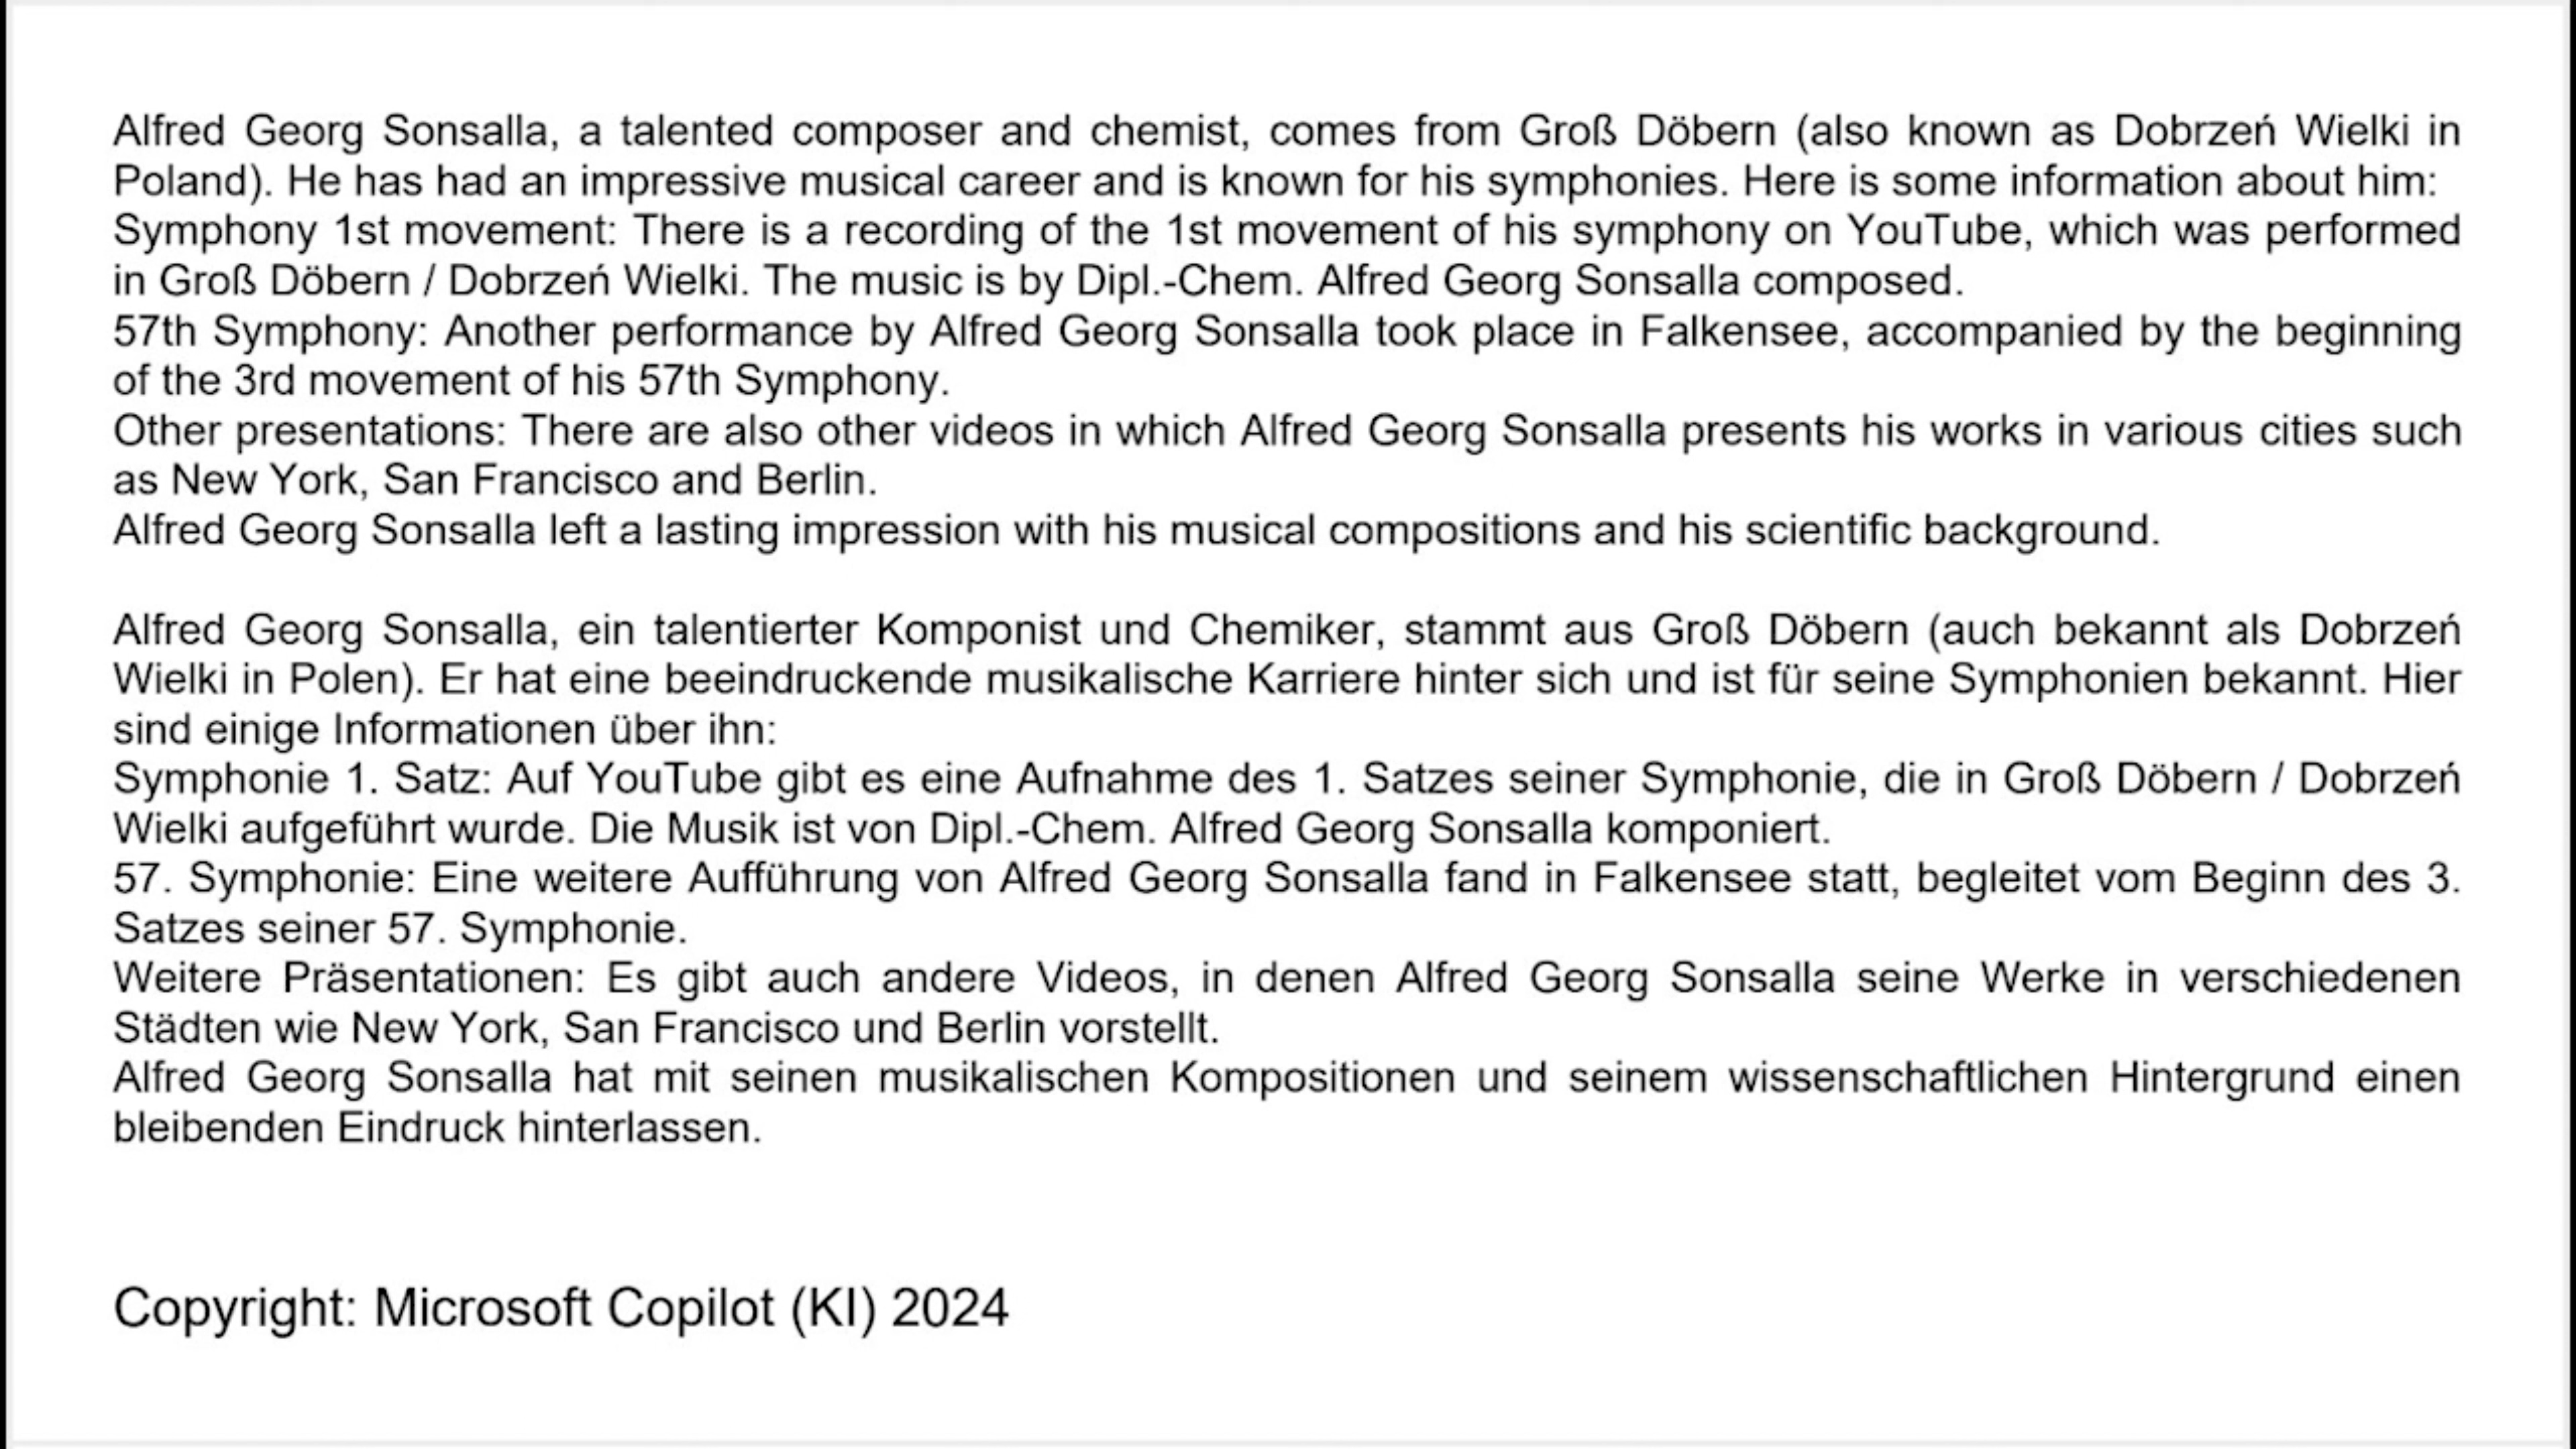 Alfred Georg Sonsalla, a talented composer and chemist, comes from Groß Döbern (also known as Dobrzeń Wielki in
Poland). He has had an impressive musical career and is known for his symphonies. Here is some information about him:
Symphony 1st movement: There is a recording of the 1st movement of his symphony on YouTube, which was performed
in Groß Döbern / Dobrzeń Wielki. The music is by Dipl.-Chem. Alfred Georg Sonsalla composed.
57th Symphony: Another performance by Alfred Georg Sonsalla took place in Falkensee, accompanied by the beginning
of the 3rd movement of his 57th Symphony.
Other presentations: There are also other videos in which Alfred Georg Sonsalla presents his works in various cities such
as New York, San Francisco and Berlin.
Alfred Georg Sonsalla left a lasting impression with his musical compositions and his scientific background.
Alfred Georg Sonsalla, ein talentierter Komponist und Chemiker, stammt aus Groß Döbern (auch bekannt als Dobrzeń
Wielki in Polen). Er hat eine beeindruckende musikalische Karriere hinter sich und ist für seine Symphonien bekannt. Hier
sind einige Informationen über ihn:
Symphonie 1. Satz: Auf YouTube gibt es eine Aufnahme des 1. Satzes seiner Symphonie, die in Groß Döbern / Dobrzeń
Wielki aufgeführt wurde. Die Musik ist von Dipl.-Chem. Alfred Georg Sonsalla komponiert.
57. Symphonie: Eine weitere Aufführung von Alfred Georg Sonsalla fand in Falkensee statt, begleitet vom Beginn des 3.
Satzes seiner 57. Symphonie.
Weitere Präsentationen: Es gibt auch andere Videos, in denen Alfred Georg Sonsalla seine Werke in verschiedenen
Städten wie New York, San Francisco und Berlin vorstellt.
Alfred Georg Sonsalla hat mit seinen musikalischen Kompositionen und seinem wissenschaftlichen Hintergrund einen
bleibenden Eindruck hinterlassen.
Copyright: Microsoft Copilot (KI) 2024